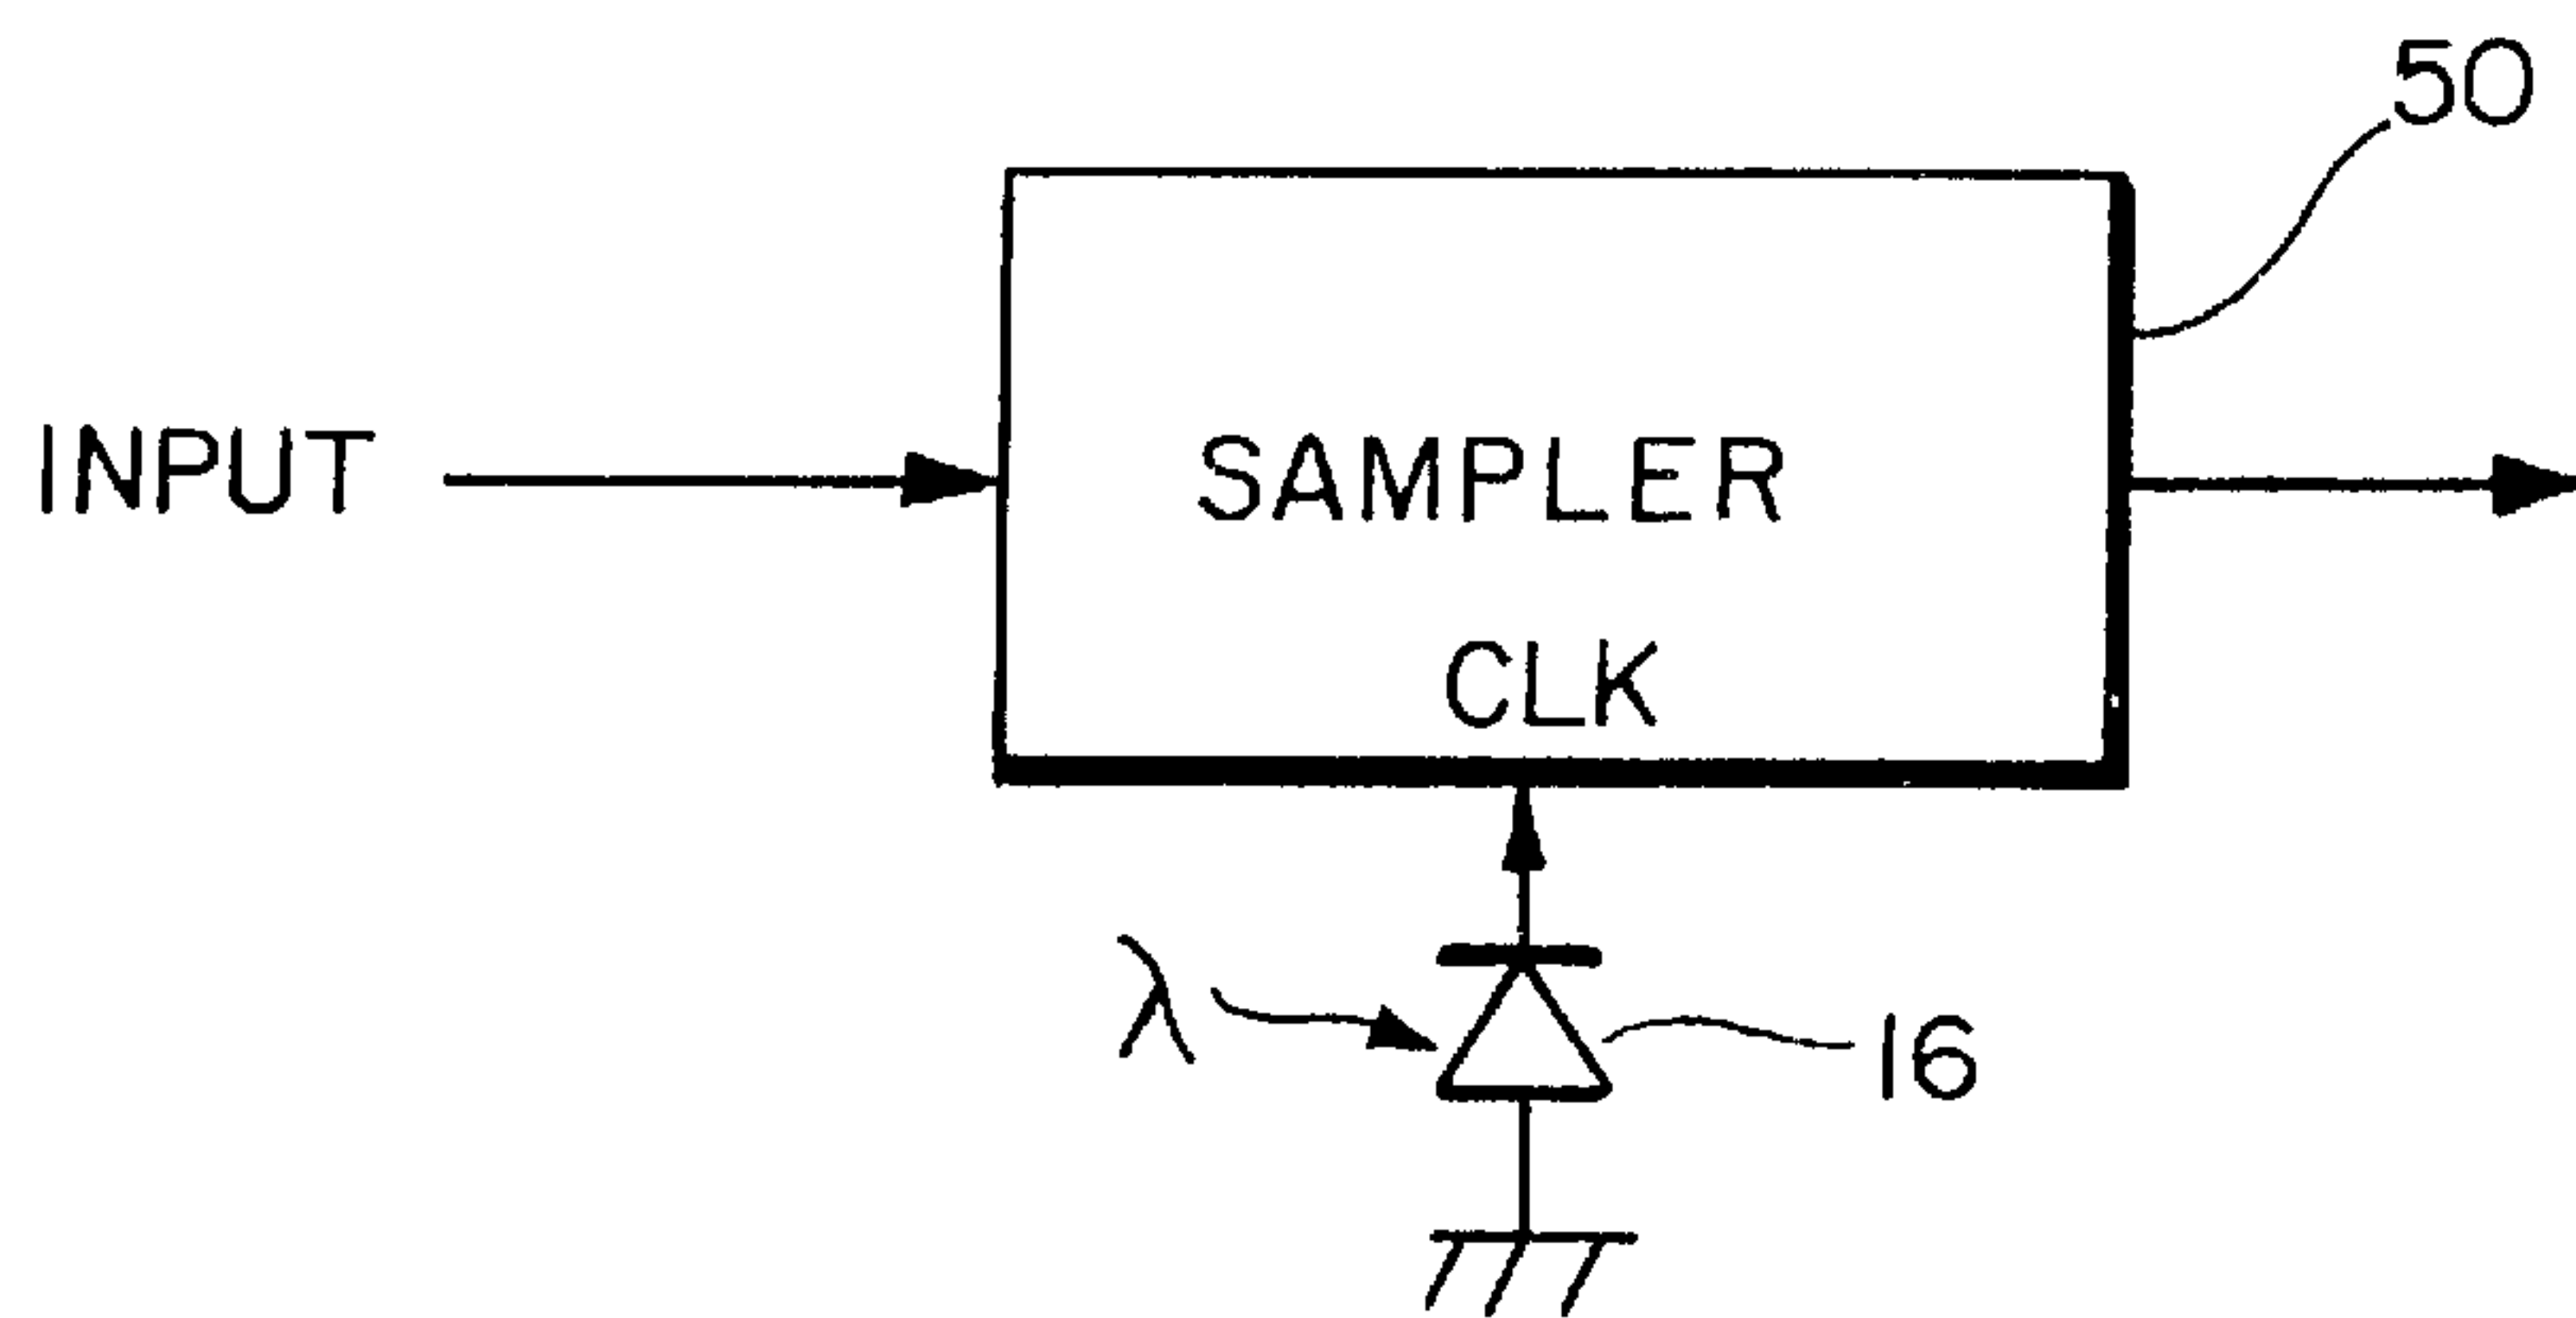 50
INPUT
SAMPLER
CLK
λ
16